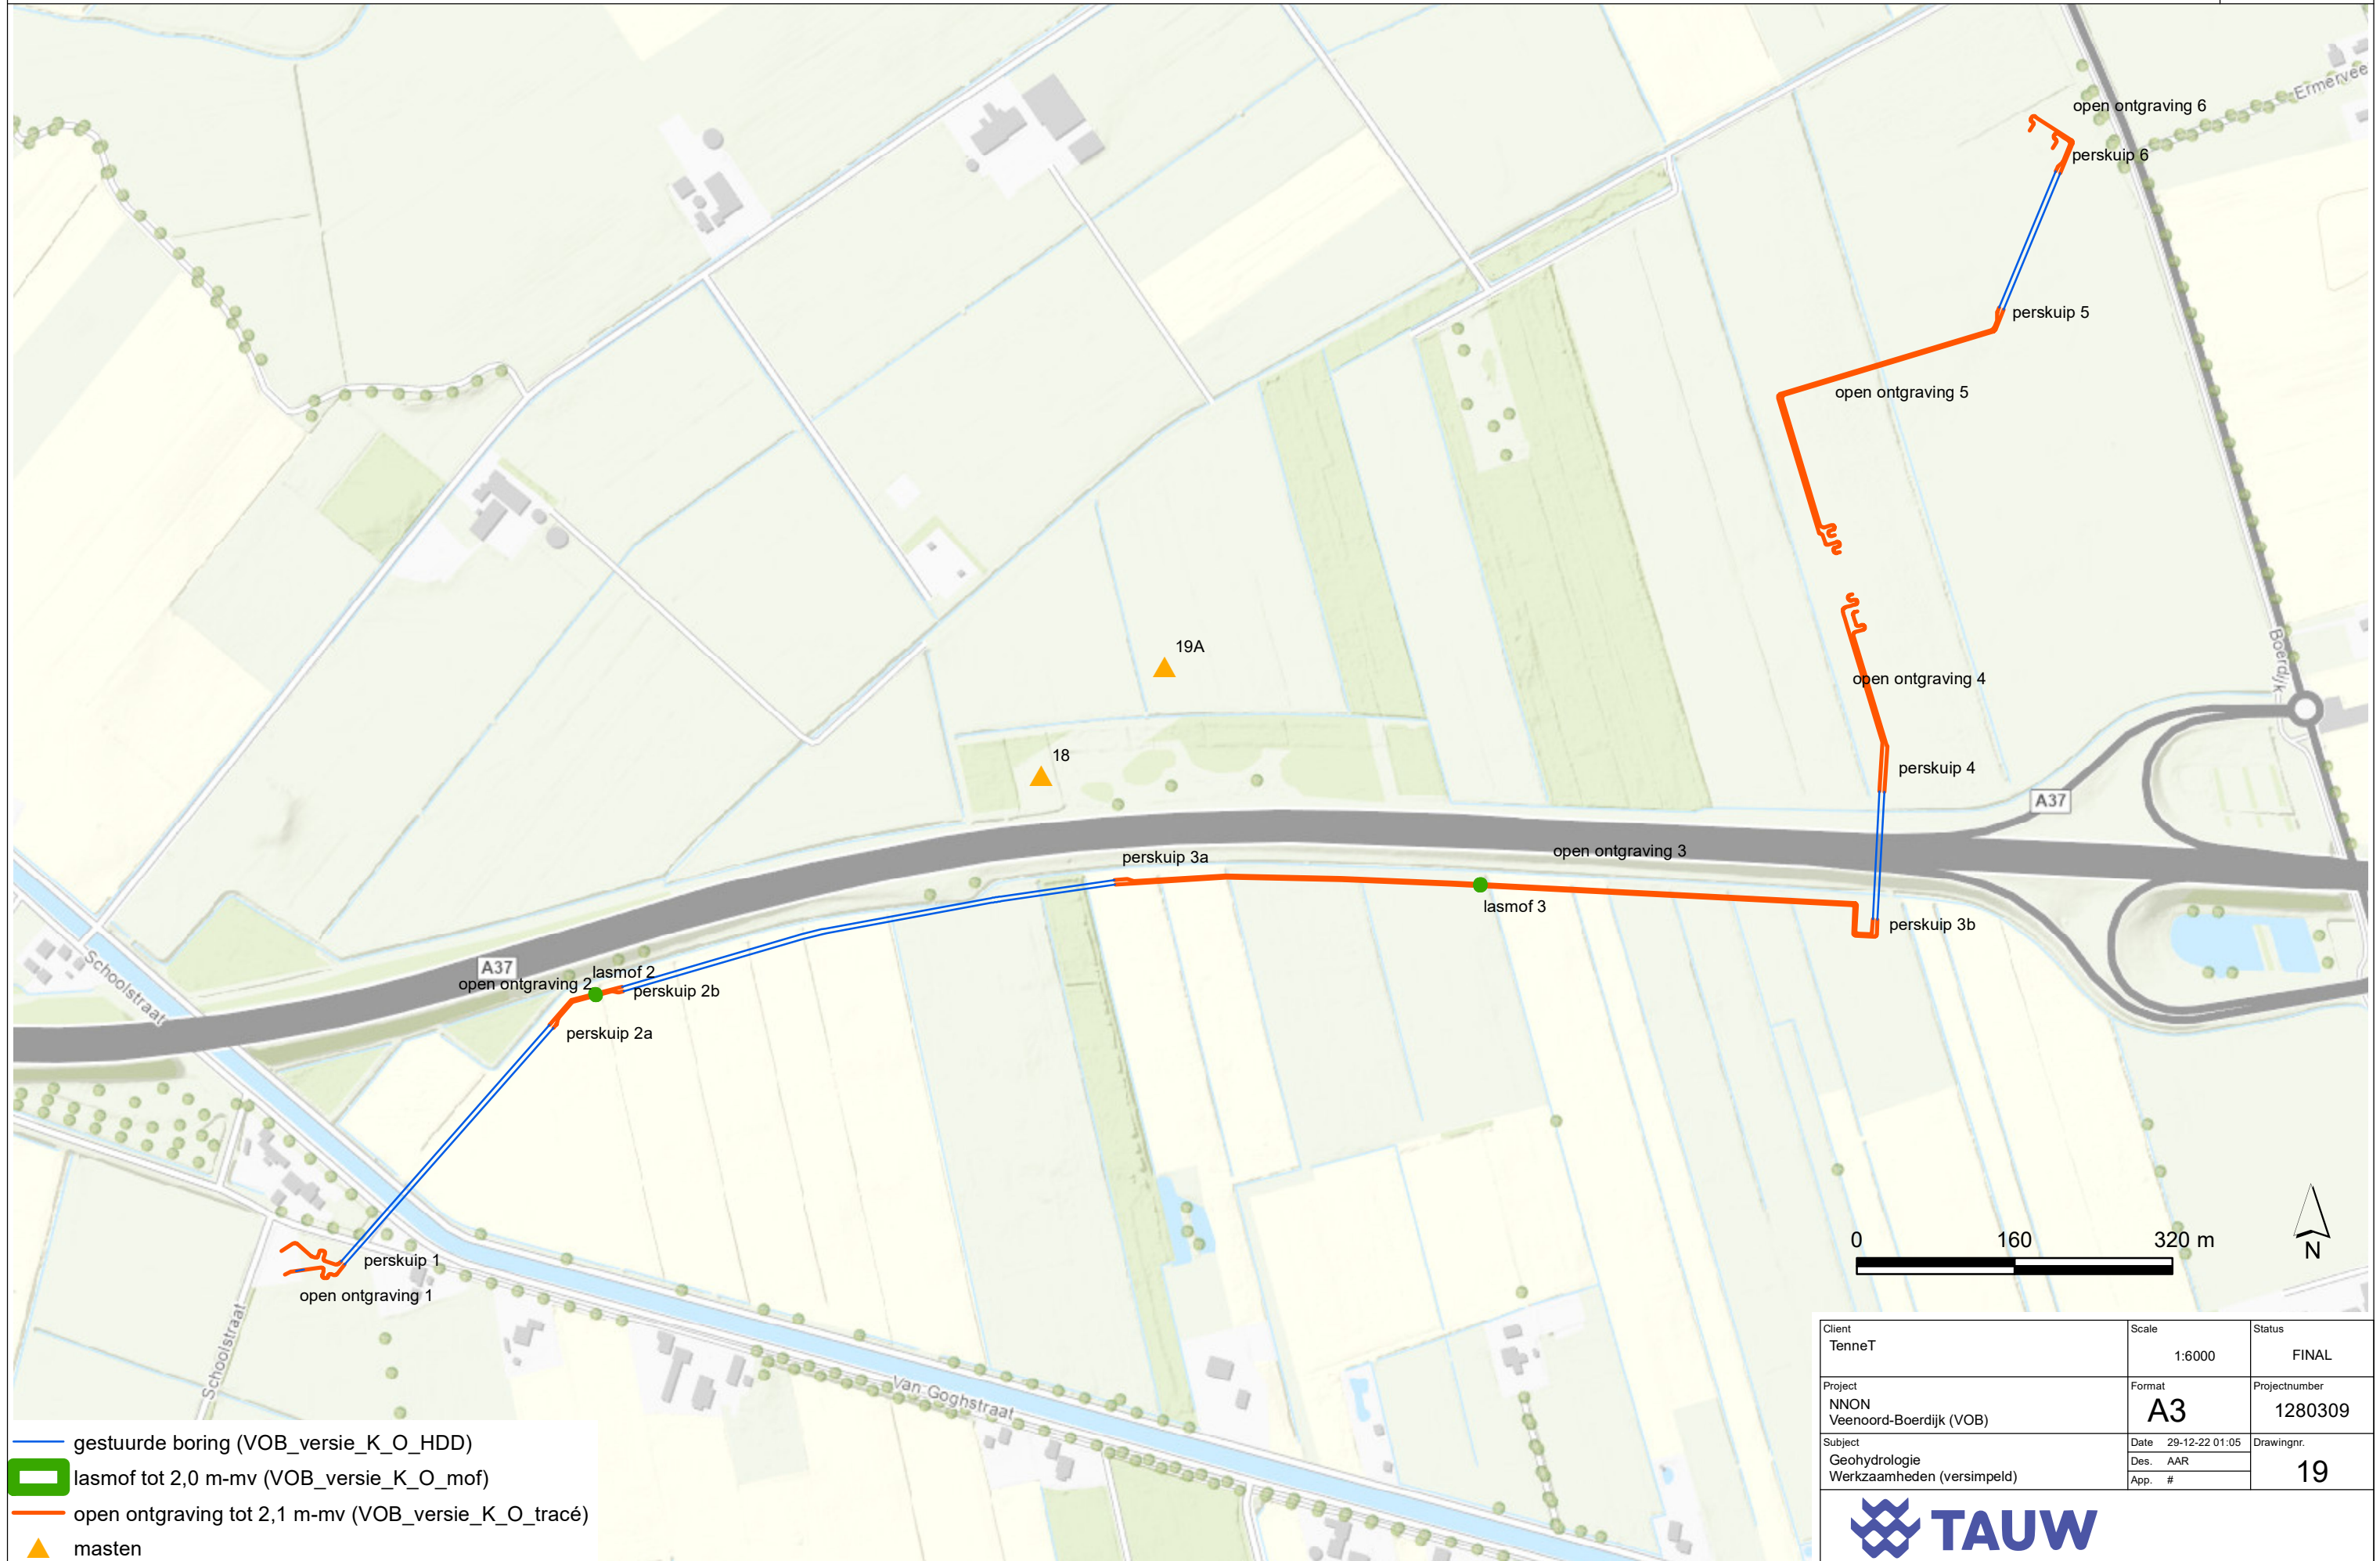 Ermervee
open ontgraving 6
perskuip 6
perskuip 5
open ontgraving 5
19A
Boerdijk
open ontgraving 4
18
perskuip 4
A37
perskuip 3a
open ontgraving 3
lasmof 3
perskuip 3b
A37
lasmof 2
open ontgraving 2
perskuip 2b
perskuip 2a
Schoolstraat
perskuip 1
open ontgraving 1
Schoolstraat
Van Goghstraat
0 160 320 m
N
gestuurde boring (VOB_versie_K_O_HDD)
lasmof tot 2,0 m-mv (VOB_versie_K_O_mof)
open ontgraving tot 2,1 m-mv (VOB_versie_K_O_tracé)
masten
Client
TenneT
Scale
1:6000
Status
FINAL
Project
NNON
Veenoord-Boerdijk (VOB)
Format
A3
Projectnumber
1280309
Subject
Geohydrologie
Werkzaamheden (versimpeld)
Date 29-12-22 01:05
Des. AAR
App. #
Drawingnr.
19
TAUW